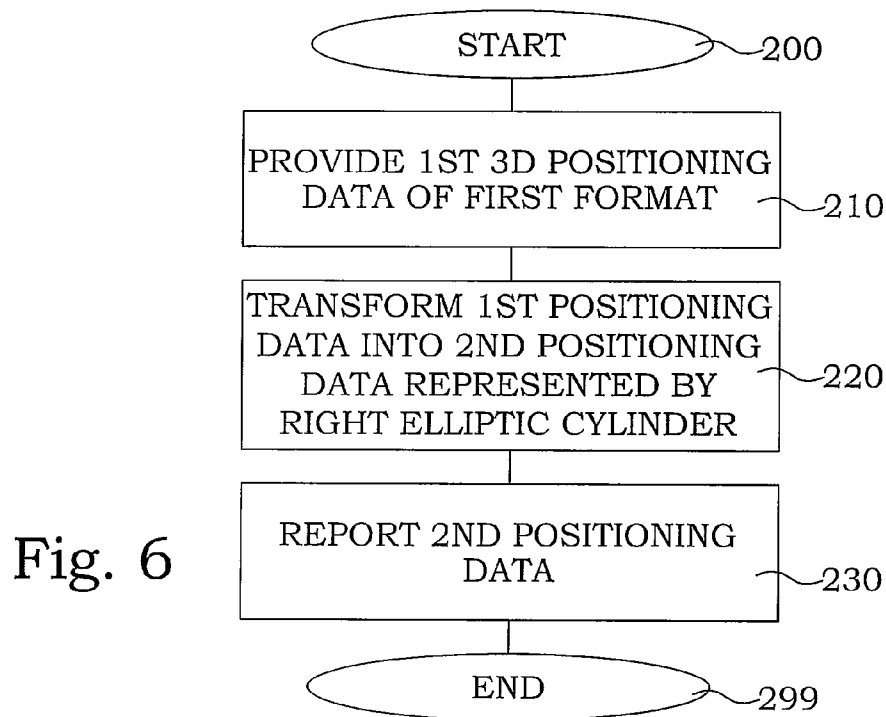 START
200
PROVIDE 1ST 3D POSITIONING
DATA OF FIRST FORMAT
210
TRANSFORM 1ST POSITIONING
DATA INTO 2ND POSITIONING
DATA REPRESENTED BY
RIGHT ELLIPTIC CYLINDER
220
REPORT 2ND POSITIONING
DATA
230
Fig. 6
END
299